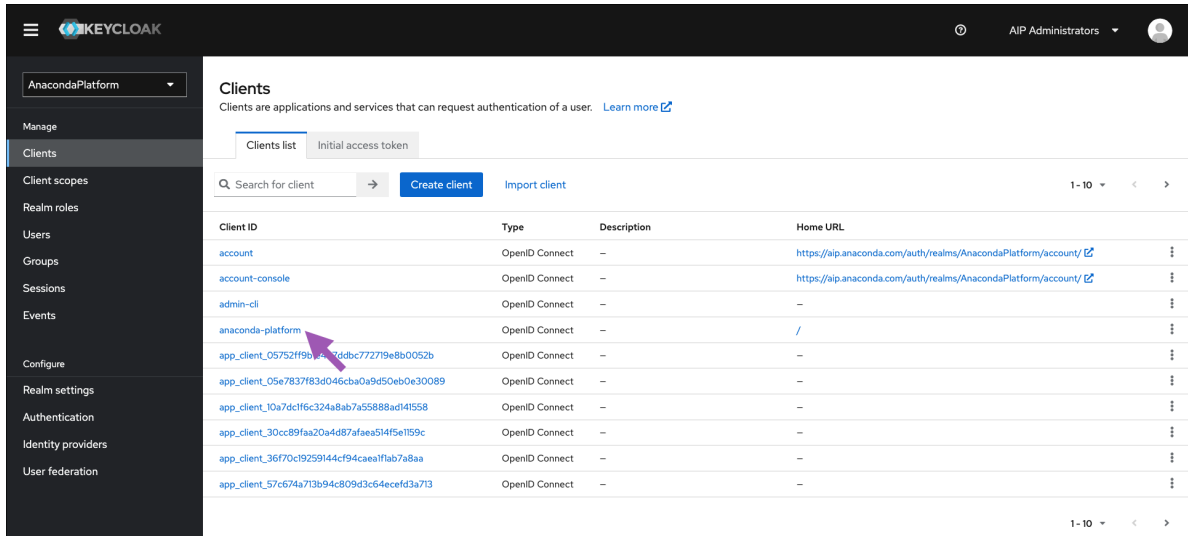 KEYCLOAK
AIP Administrators
AnacondaPlatform
Manage
Clients
Client scopes
Realm roles
Users
Groups
Sessions
Events
Configure
Realm settings
Authentication
Identity providers
User federation
Clients
Clients are applications and services that can request authentication of a user. Learn more
Clients list Initial access token
Search for client Create client Import client 1 - 10
Client ID Type Description Home URL
account OpenID Connect – https://aip.anaconda.com/auth/realms/AnacondaPlatform/account/
account-console OpenID Connect – https://aip.anaconda.com/auth/realms/AnacondaPlatform/account/
admin-cli OpenID Connect – –
anaconda-platform OpenID Connect – /
OpenID Connect – –
app_client_05e7837f83d046cba0a9d50eb0e30089 OpenID Connect – –
app_client_10a7dc1f6c324a8ab7a55888ad141558 OpenID Connect – –
app_client_30cc89faa20a4d87afaea514f5e1159c OpenID Connect – –
app_client_36f70c19259144cf94caea1f1ab7a8aa OpenID Connect – –
app_client_57c674a713b94c809d3c64ecefd3a713 OpenID Connect – –
1 - 10